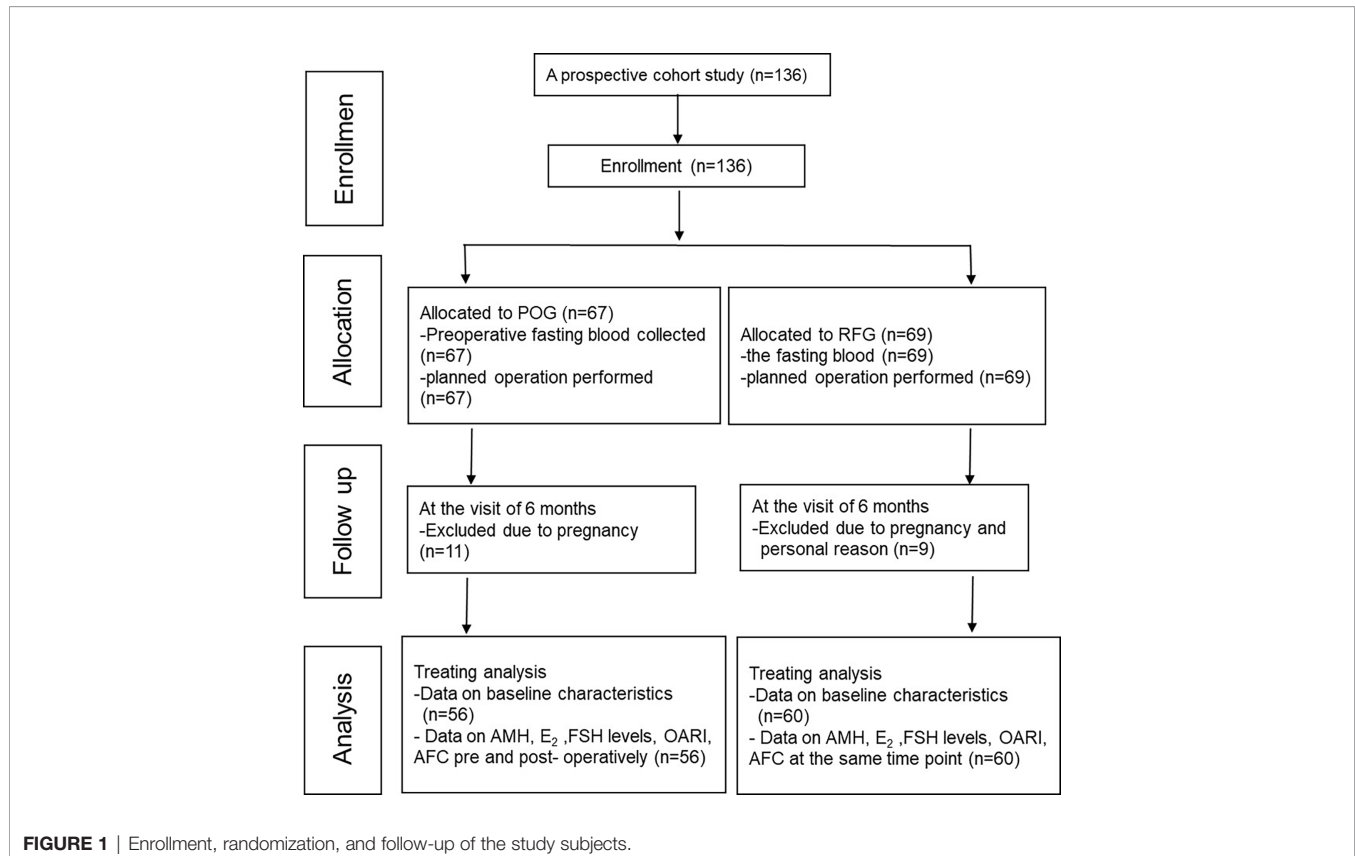 Enrollmen
A prospective cohort study (n=136)
Enrollment (n=136)
Allocation
Allocated to POG (n=67)
-Preoperative fasting blood collected
(n=67)
-planned operation performed
(n=67)
Allocated to RFG (n=69)
-the fasting blood (n=69)
-planned operation performed (n=69)
Follow up
At the visit of 6 months
-Excluded due to pregnancy
(n=11)
At the visit of 6 months
-Excluded due to pregnancy and
personal reason (n=9)
Analysis
Treating analysis
-Data on baseline characteristics
(n=56)
- Data on AMH, E₂ ,FSH levels, OARI,
AFC pre and post- operatively (n=56)
Treating analysis
-Data on baseline characteristics
(n=60)
- Data on AMH, E₂ ,FSH levels, OARI,
AFC at the same time point (n=60)
FIGURE 1 | Enrollment, randomization, and follow-up of the study subjects.